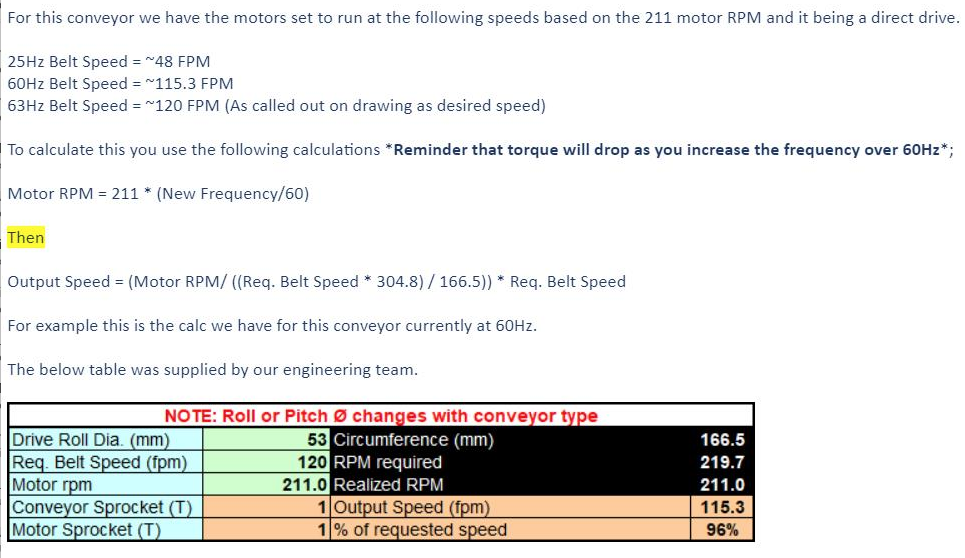 For this conveyor we have the motors set to run at the following speeds based on the 211 motor RPM and it being a direct drive.
25Hz Belt Speed = ~48 FPM
60Hz Belt Speed = ~115.3 FPM
63Hz Belt Speed = ~120 FPM (As called out on drawing as desired speed)
To calculate this you use the following calculations *Reminder that torque will drop as you increase the frequency over 60Hz*;
Motor RPM = 211 * (New Frequency/60)
Then
Output Speed = (Motor RPM/ ((Req. Belt Speed * 304.8) / 166.5)) * Req. Belt Speed
For example this is the calc we have for this conveyor currently at 60Hz.
The below table was supplied by our engineering team.
NOTE: Roll or Pitch Ø changes with conveyor type
Drive Roll Dia. (mm) 53 Circumference (mm) 166.5
Req. Belt Speed (fpm) 120 RPM required 219.7
Motor rpm 211.0 Realized RPM 211.0
Conveyor Sprocket (T) 1 Output Speed (fpm) 115.3
Motor Sprocket (T) 1 % of requested speed 96%